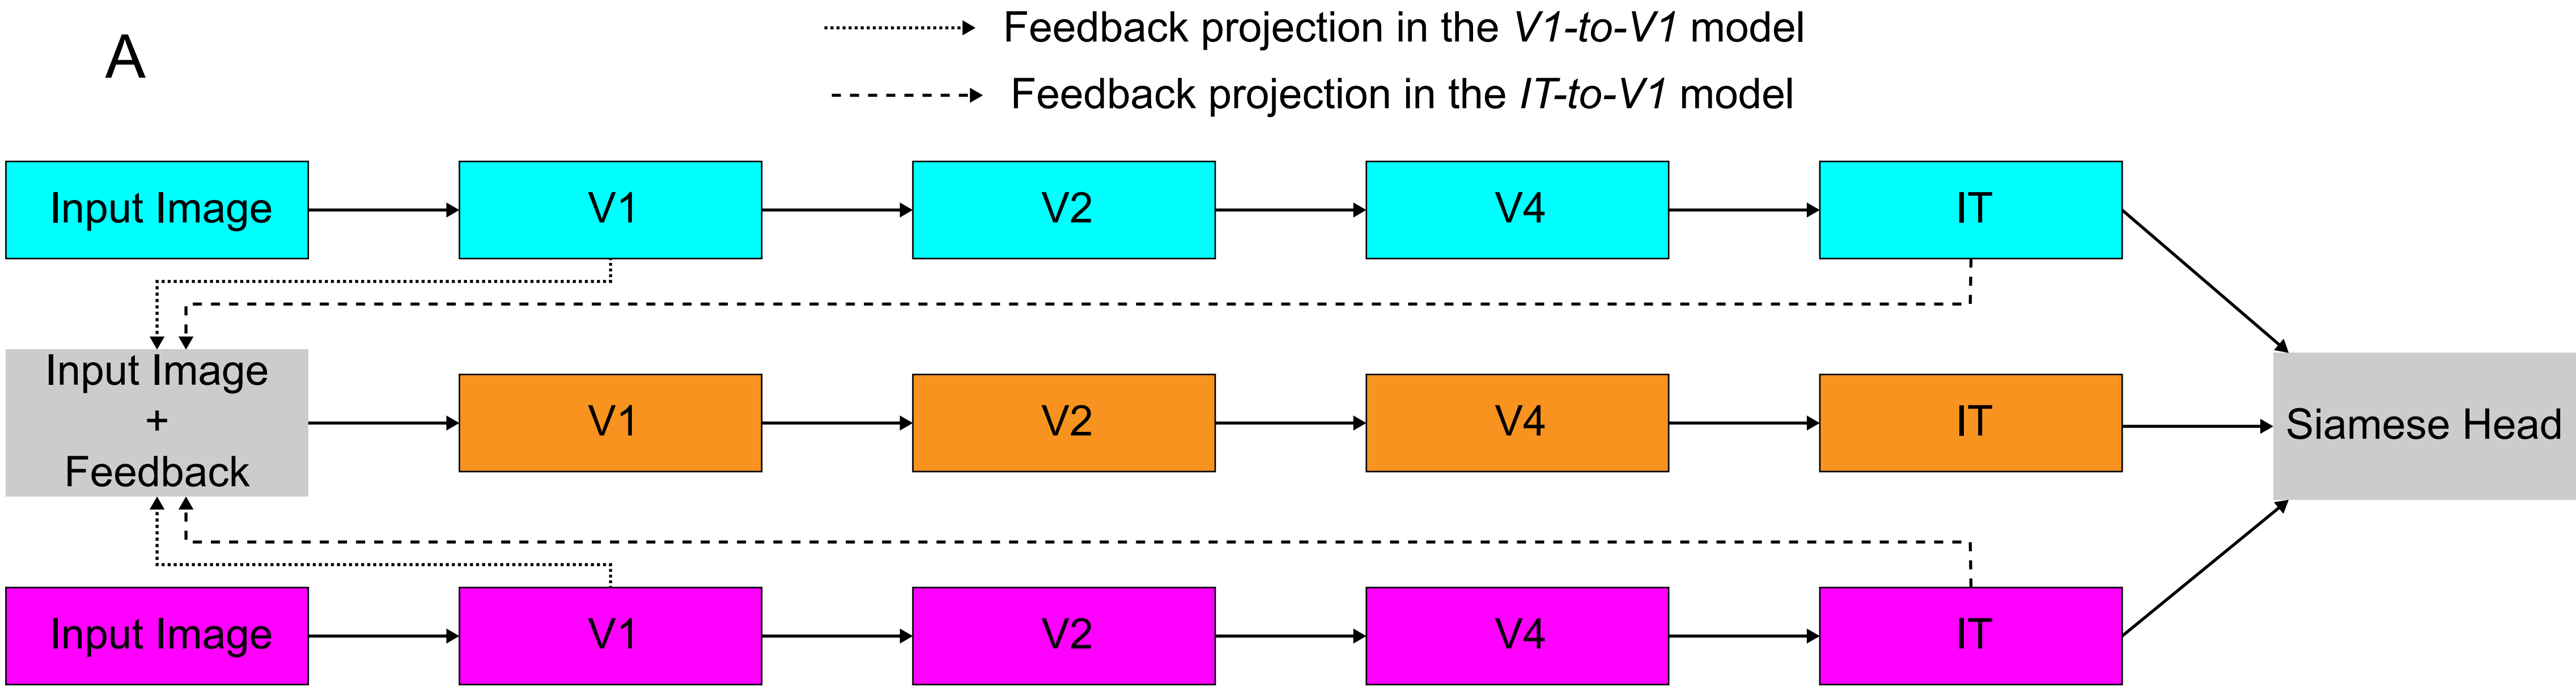 A
Feedback projection in the V1-to-V1 model
Feedback projection in the IT-to-V1 model
Input Image
V1
V2
V4
IT
Input Image
+
Feedback
V1
V2
V4
IT
Siamese Head
Input Image
V1
V2
V4
IT